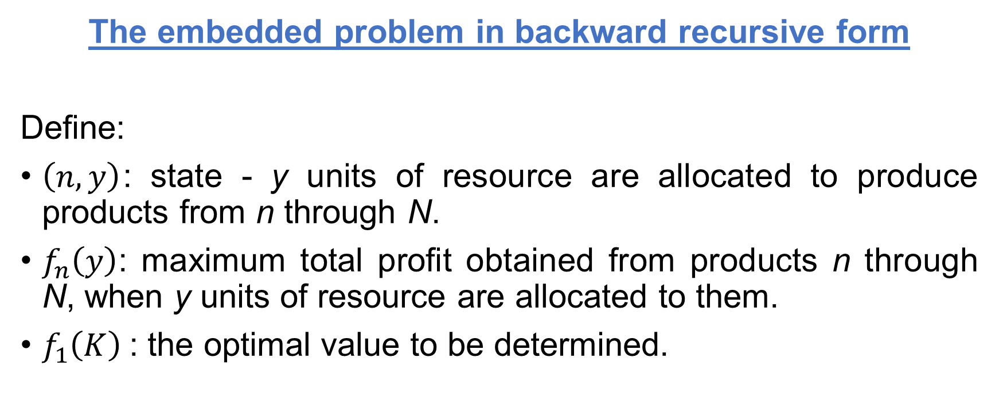 The embedded problem in backward recursive form
Define:
• (n, y): state - y units of resource are allocated to produce
products from n through N.
• fₙ(y): maximum total profit obtained from products n through
N, when y units of resource are allocated to them.
• f₁(K) : the optimal value to be determined.